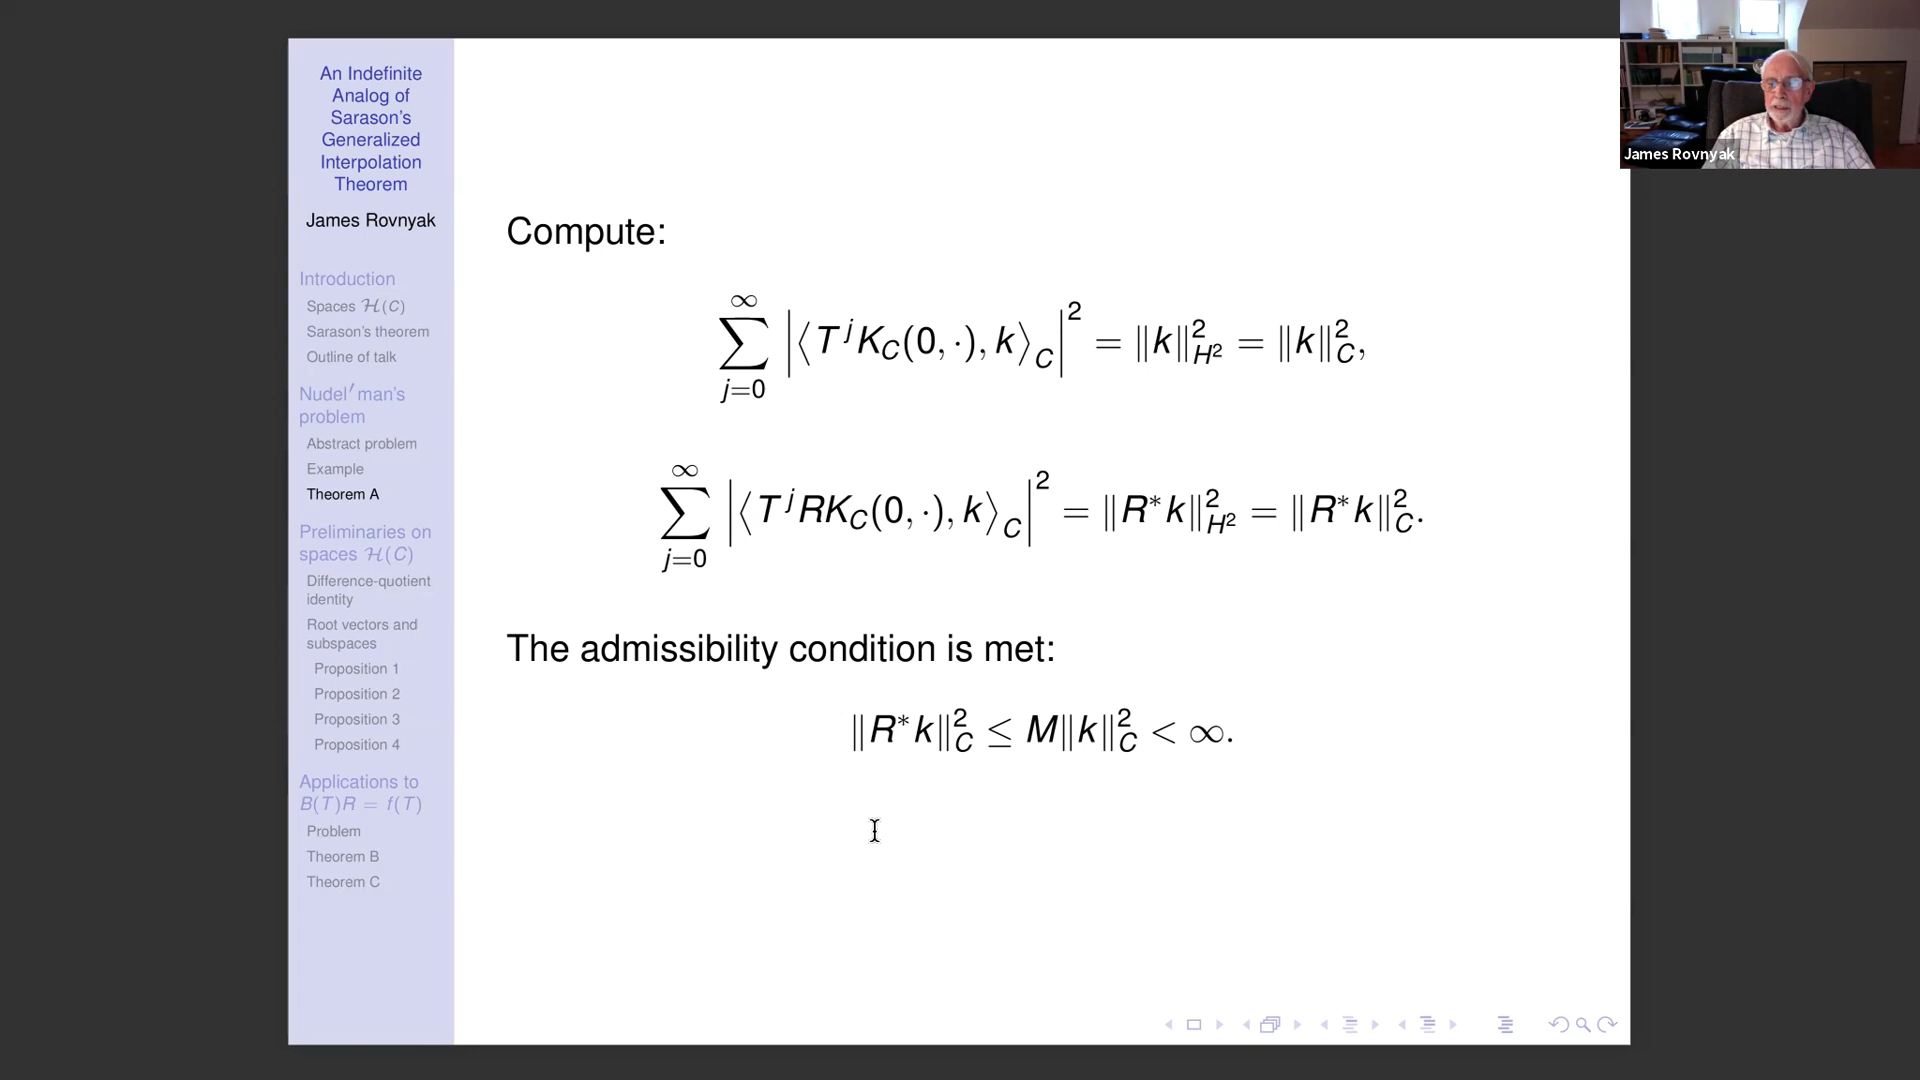 An Indefinite
Analog of
Sarason's
Generalized
Interpolation
Theorem
James Rovnyak
Introduction
Spaces ℋ(C)
Sarason's theorem
Outline of talk
Nudel′man's
problem
Abstract problem
Example
Theorem A
Preliminaries on
spaces ℋ(C)
Difference-quotient
identity
Root vectors and
subspaces
Proposition 1
Proposition 2
Proposition 3
Proposition 4
Applications to
B(T)R = f(T)
Problem
Theorem B
Theorem C
Compute:
∑_{j=0}^{∞} |⟨T^j K_C(0, ·), k⟩_C|^2 = ‖k‖^2_{H^2} = ‖k‖^2_C,
∑_{j=0}^{∞} |⟨T^j RK_C(0, ·), k⟩_C|^2 = ‖R*k‖^2_{H^2} = ‖R*k‖^2_C.
The admissibility condition is met:
‖R*k‖^2_C ≤ M‖k‖^2_C < ∞.
James Rovnyak